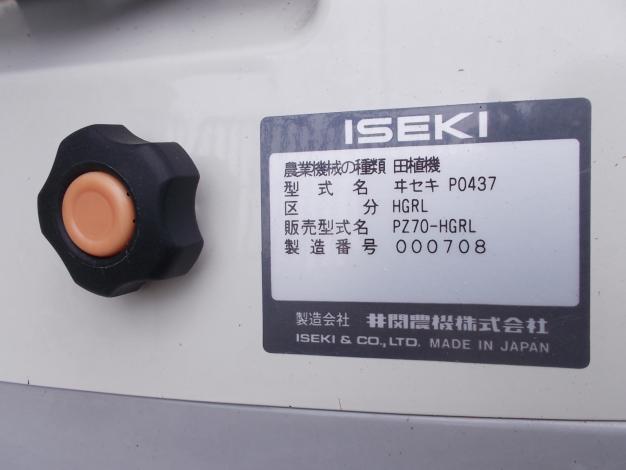 ISEKI
農業機械の種類 田植機
型式名 ヰセキ P0437
区分 HGRL
販売型式名 PZ70-HGRL
製造番号 000708
製造会社 井関農機株式会社
ISEKI & CO.,LTD. MADE IN JAPAN